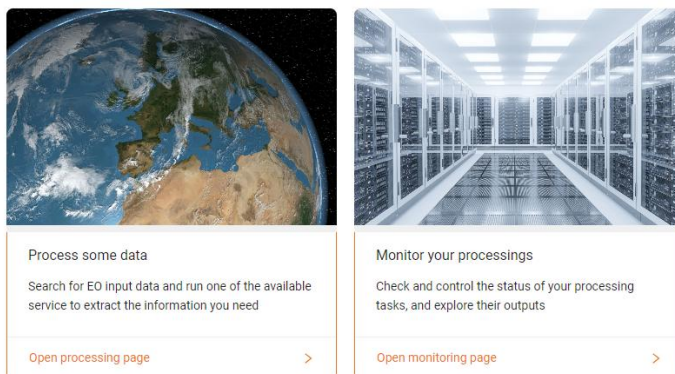 Process some data
Search for EO input data and run one of the available
service to extract the information you need
Open processing page
Monitor your processings
Check and control the status of your processing
tasks, and explore their outputs
Open monitoring page